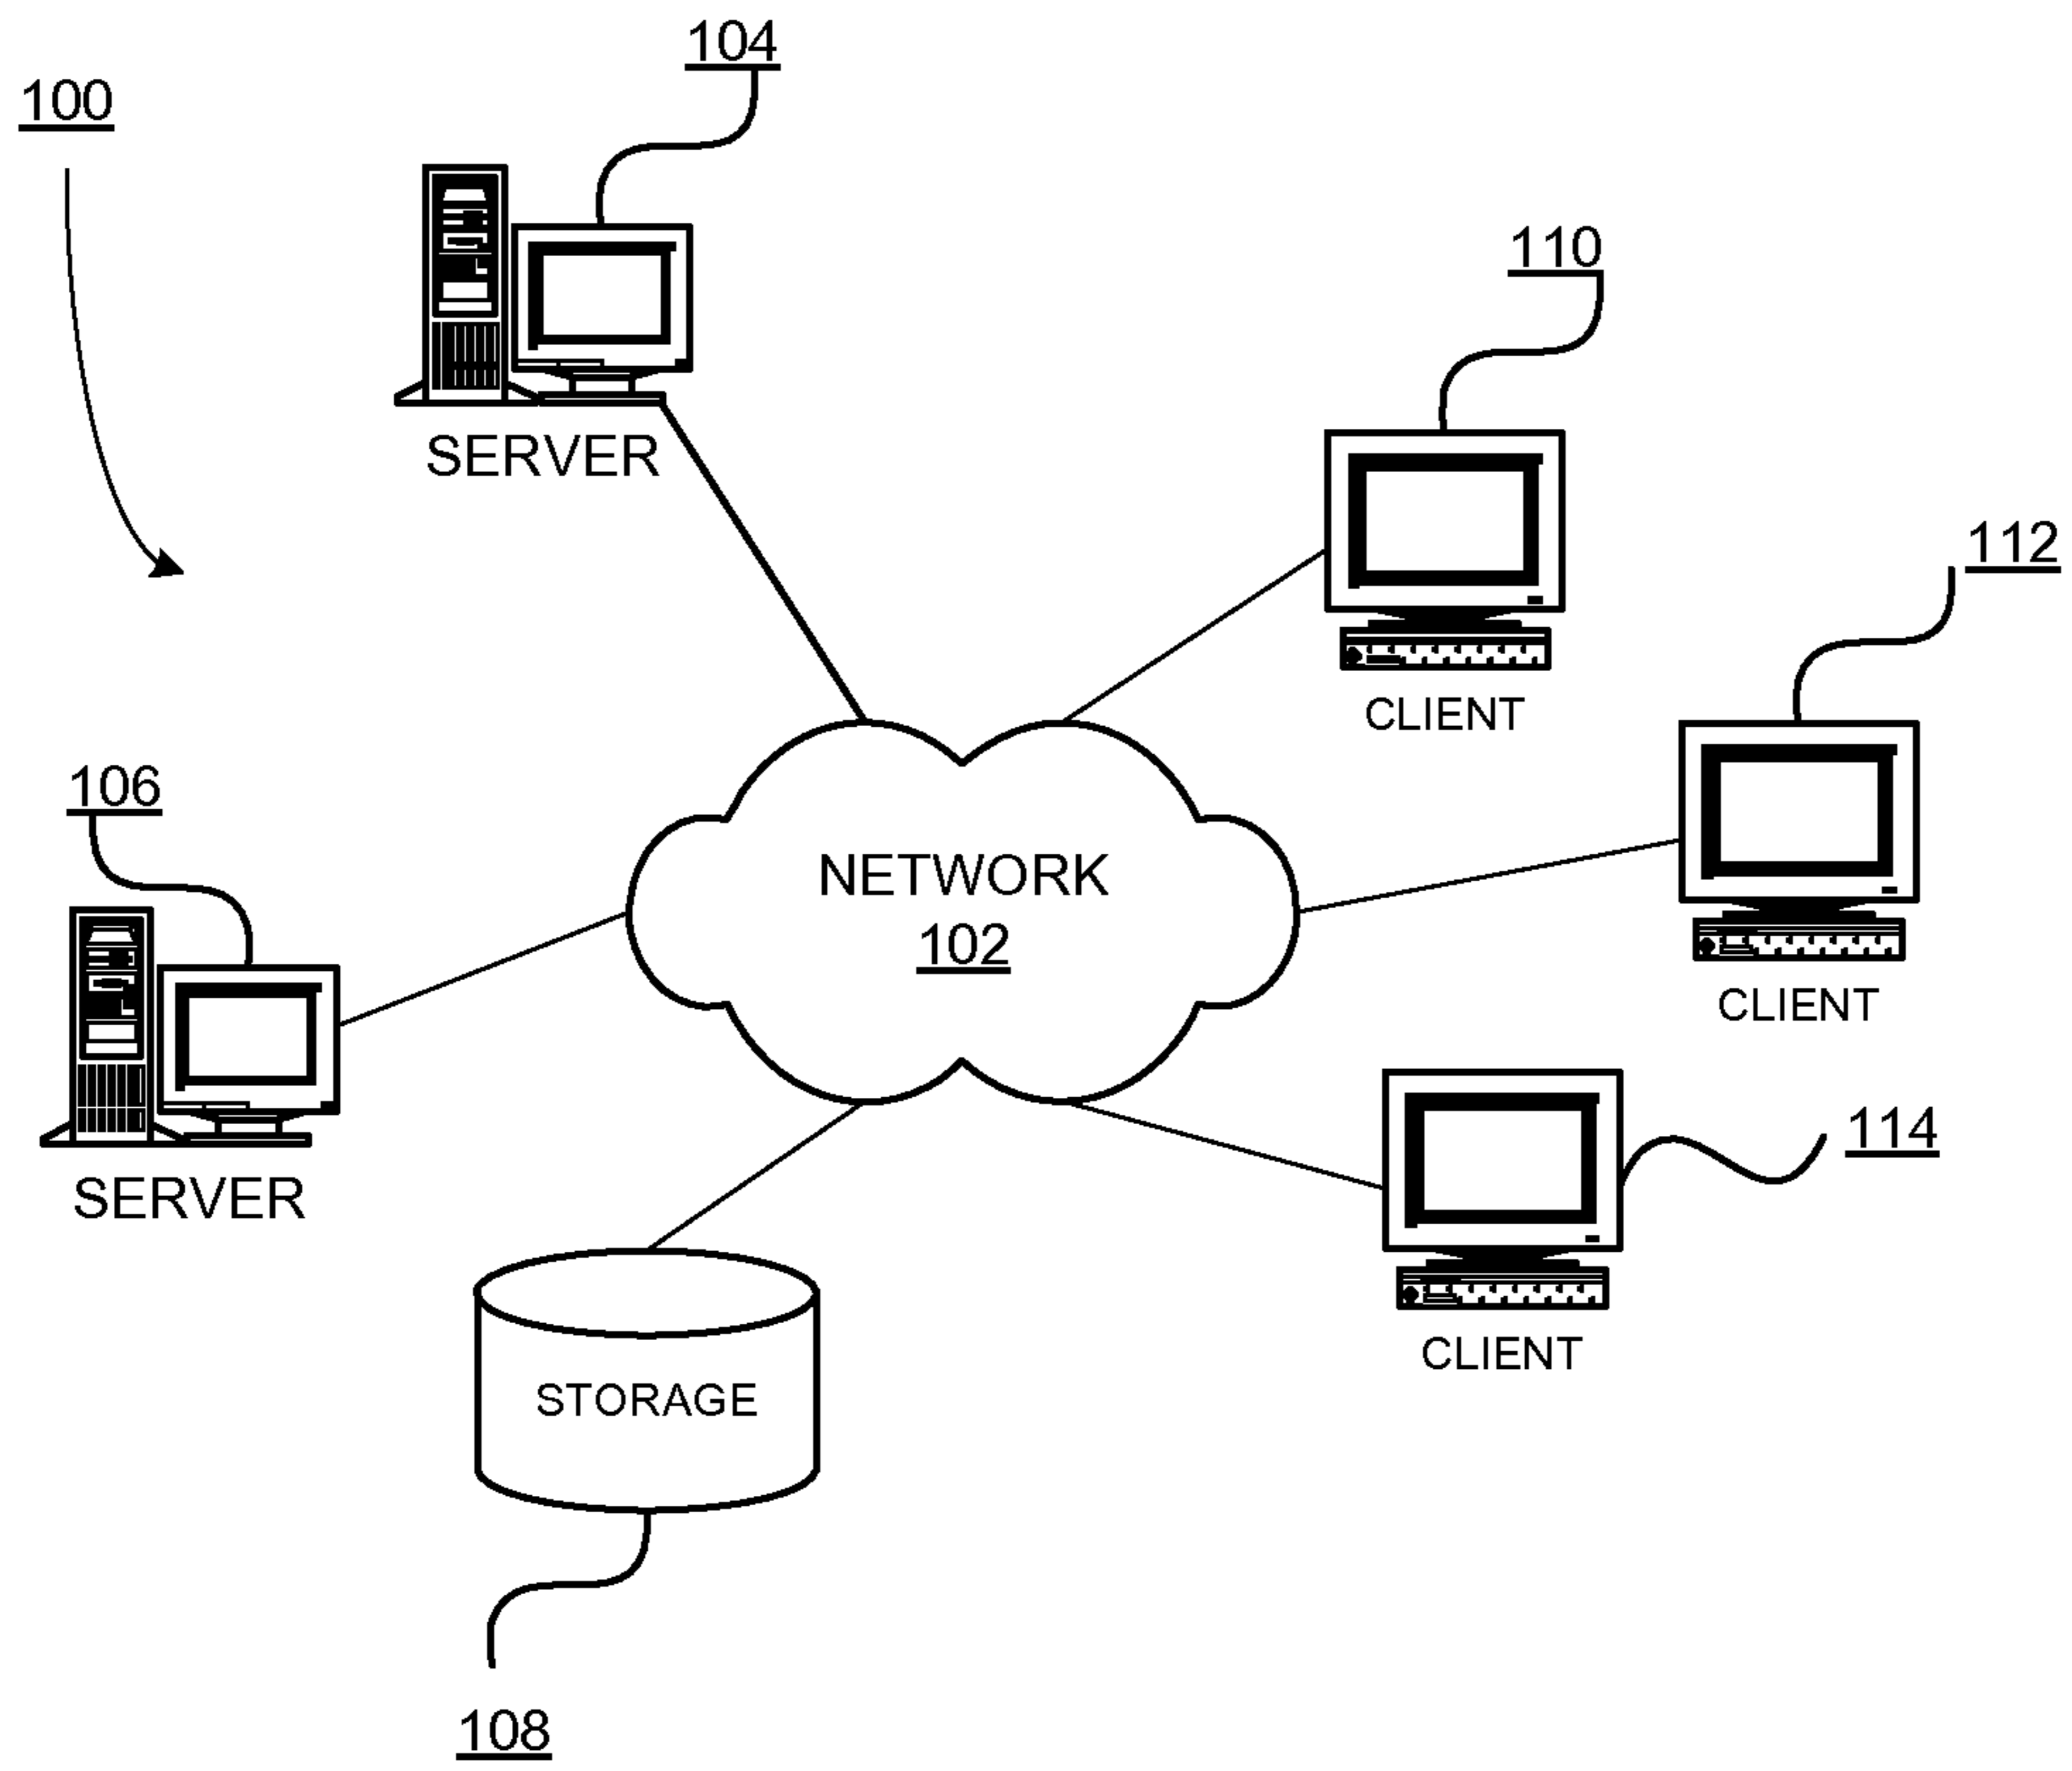 104
100
SERVER
110
CLIENT
112
CLIENT
106
SERVER
NETWORK
102
114
CLIENT
STORAGE
108